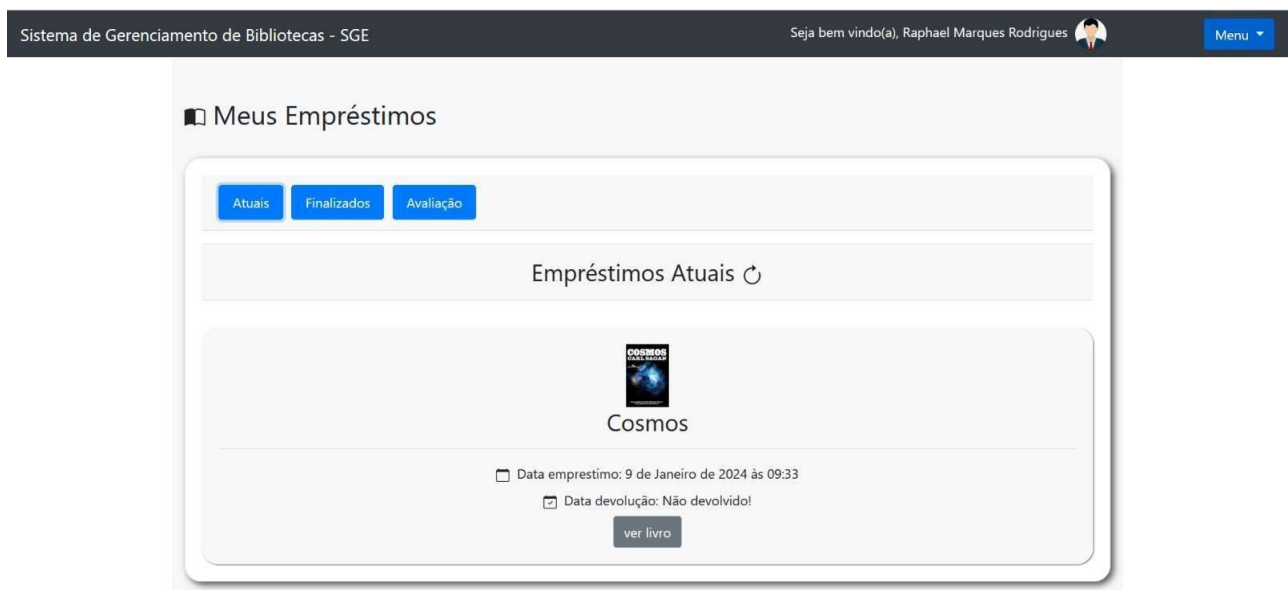 Sistema de Gerenciamento de Bibliotecas - SGE
Seja bem vindo(a), Raphael Marques Rodrigues
Menu
Meus Empréstimos
Atuais
Finalizados
Avaliação
Empréstimos Atuais
COSMOS
CARL SAGAN
Cosmos
Data emprestimo: 9 de Janeiro de 2024 às 09:33
Data devolução: Não devolvido!
ver livro